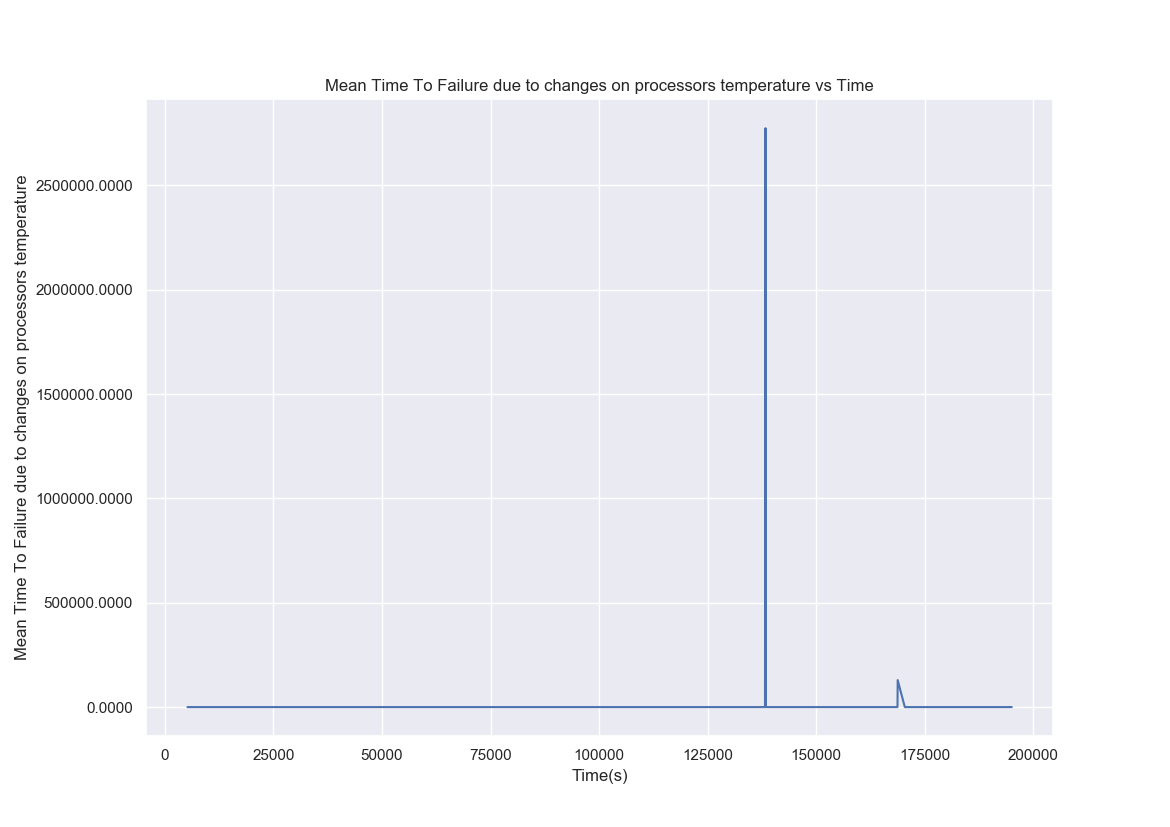 Mean Time To Failure due to changes on processors temperature vs Time
Mean Time To Failure due to changes on processors temperature
2500000.0000
2000000.0000
1500000.0000
1000000.0000
500000.0000
0.0000
0 25000 50000 75000 100000 125000 150000 175000 200000
Time(s)